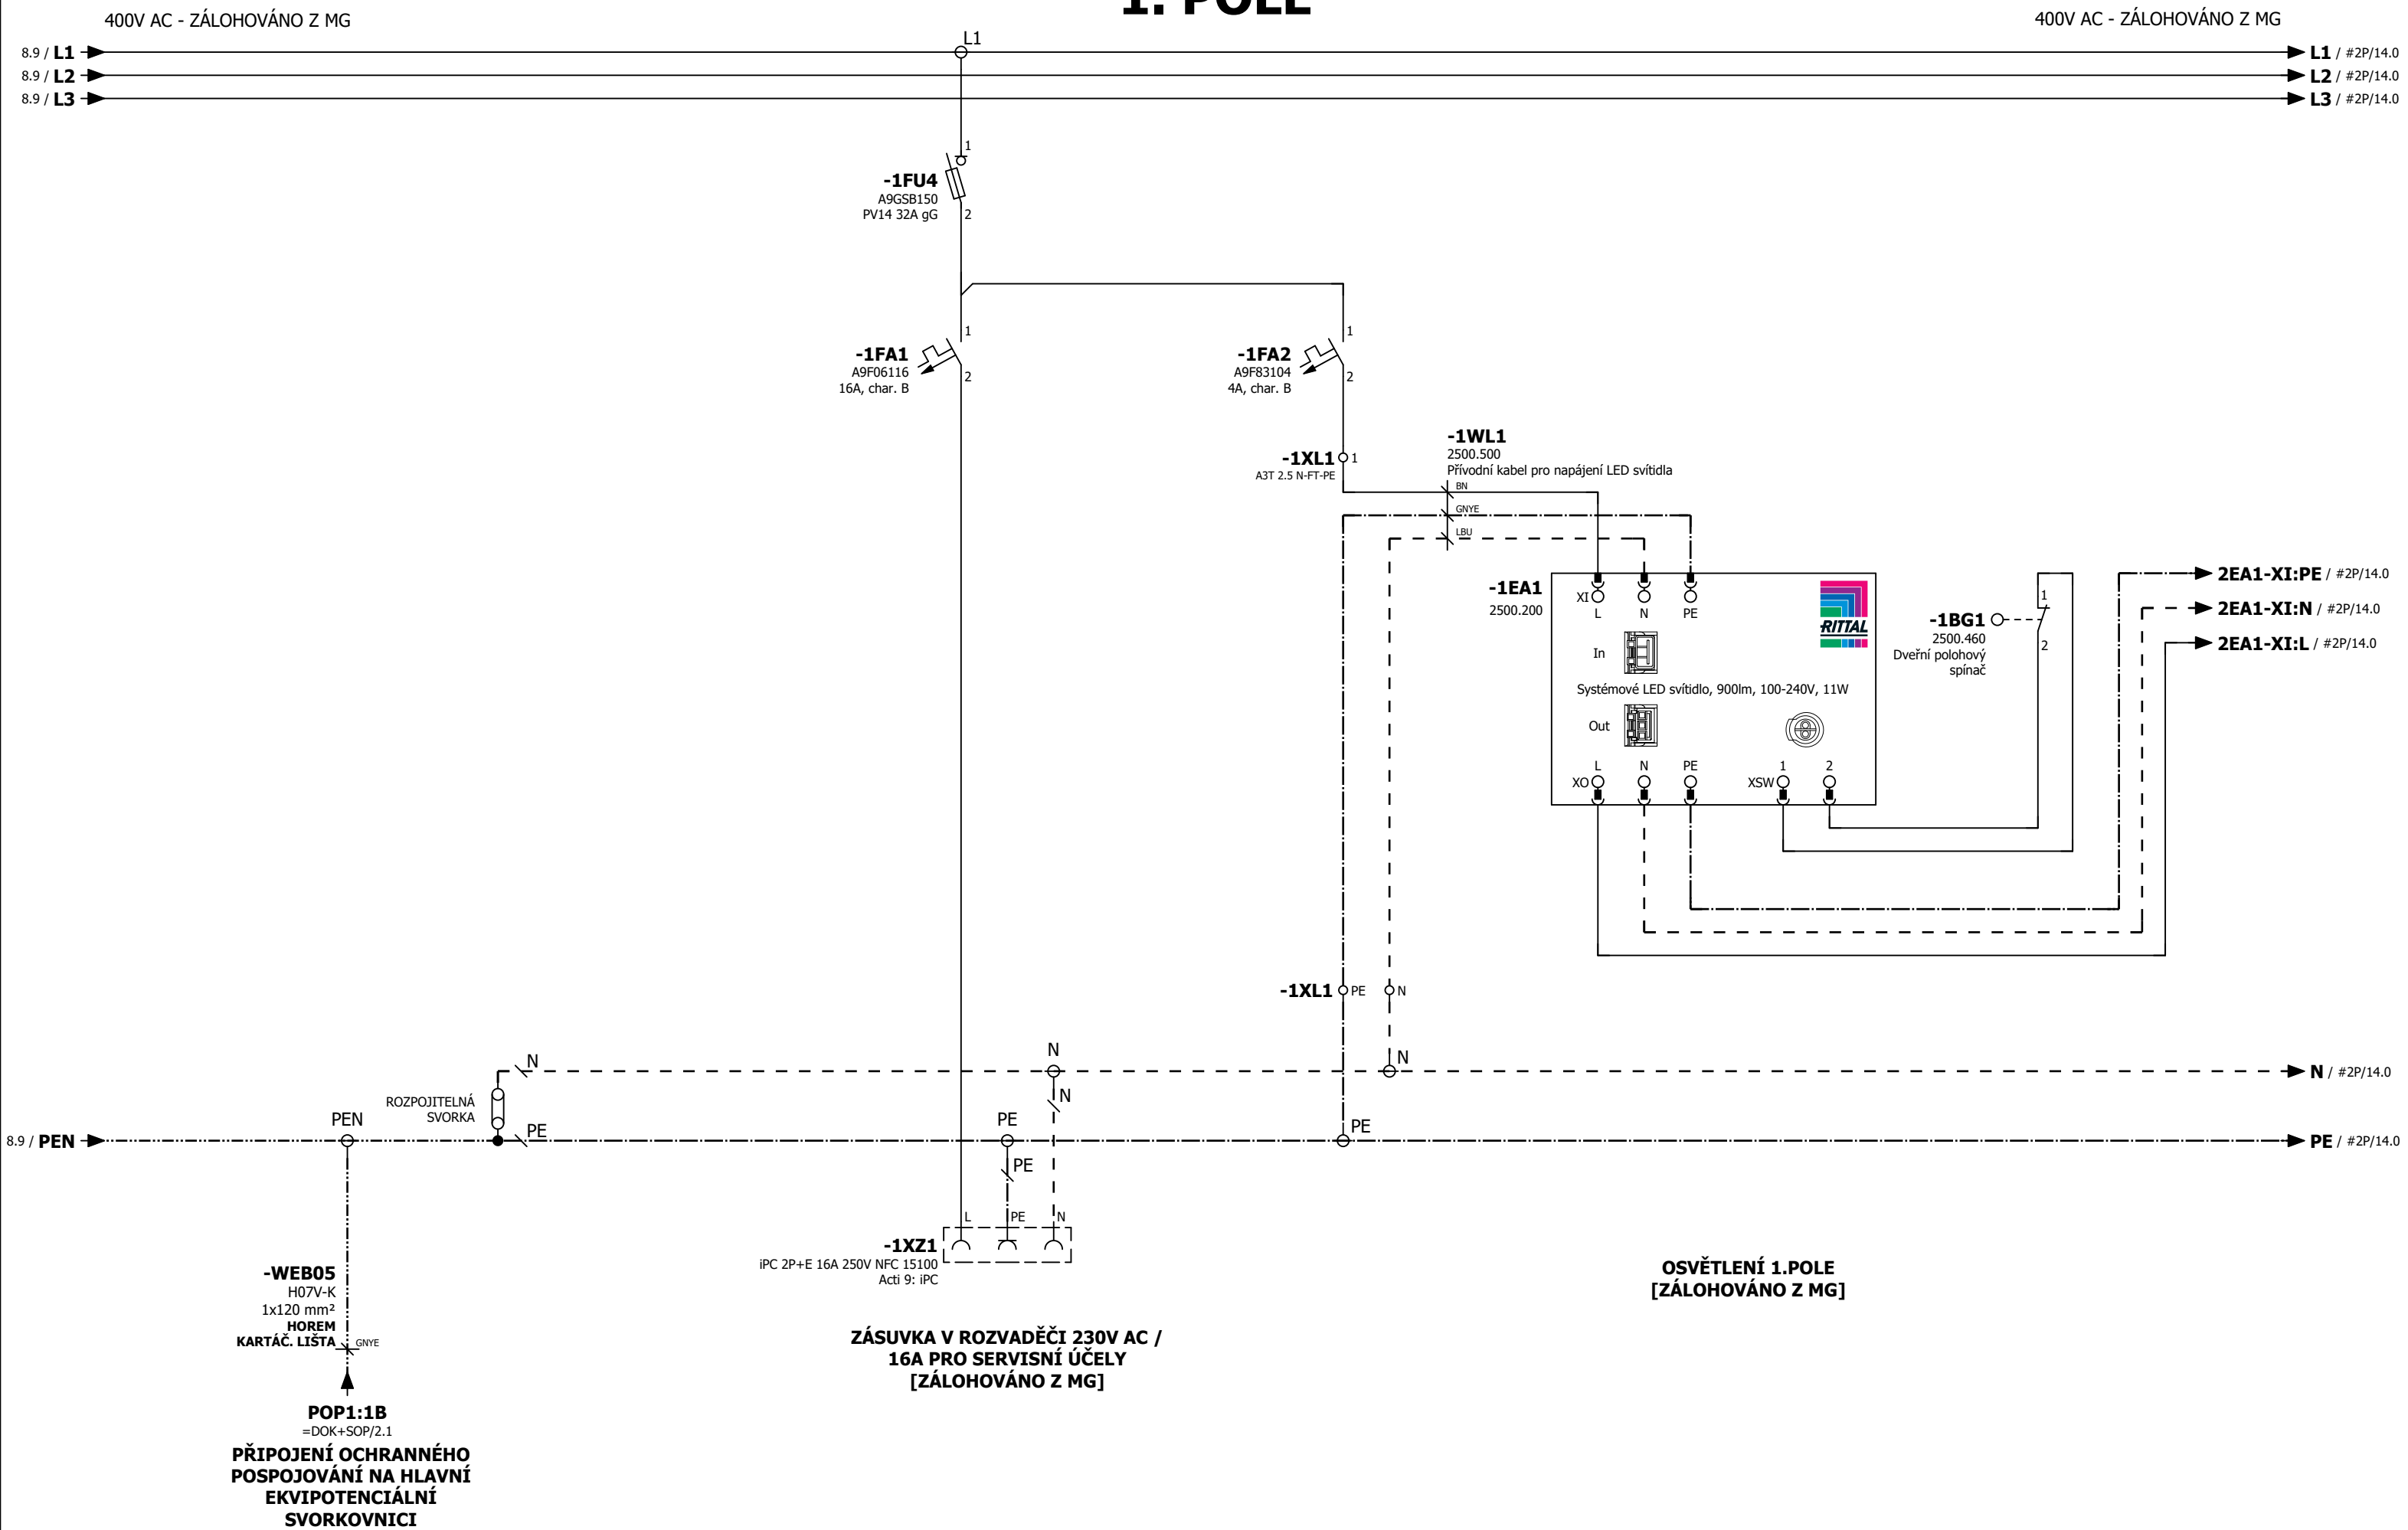 1. POLE
400V AC - ZÁLOHOVÁNO Z MG
400V AC - ZÁLOHOVÁNO Z MG
8.9 / L1
L1
L1 / #2P/14.0
8.9 / L2
L2 / #2P/14.0
8.9 / L3
L3 / #2P/14.0
1
-1FU4
A9GSB150
PV14 32A gG
2
1
-1FA1
A9F06116
16A, char. B
2
1
-1FA2
A9F83104
4A, char. B
2
-1XL1
1
A3T 2.5 N-FT-PE
-1WL1
2500.500
Přívodní kabel pro napájení LED svítidla
BN
GNYE
LBU
-1EA1
2500.200
XI
L
N
PE
RITTAL
In
Systémové LED svítidlo, 900lm, 100-240V, 11W
Out
L
N
PE
1
2
XO
XSW
-1BG1
2500.460
Dveřní polohový
spínač
1
2
2EA1-XI:PE / #2P/14.0
2EA1-XI:N / #2P/14.0
2EA1-XI:L / #2P/14.0
-1XL1
PE
N
N
N
N
N / #2P/14.0
ROZPOJITELNÁ
SVORKA
N
8.9 / PEN
PEN
PE
PE
PE
PE / #2P/14.0
PE
L
PE
N
-1XZ1
iPC 2P+E 16A 250V NFC 15100
Acti 9: iPC
-WEB05
H07V-K
1x120 mm²
HOREM
KARTÁČ. LIŠTA
GNYE
POP1:1B
=DOK+SOP/2.1
PŘIPOJENÍ OCHRANNÉHO
POSPOJOVÁNÍ NA HLAVNÍ
EKVIPOTENCIÁLNÍ
SVORKOVNICI
ZÁSUVKA V ROZVADĚČI 230V AC /
16A PRO SERVISNÍ ÚČELY
[ZÁLOHOVÁNO Z MG]
OSVĚTLENÍ 1.POLE
[ZÁLOHOVÁNO Z MG]